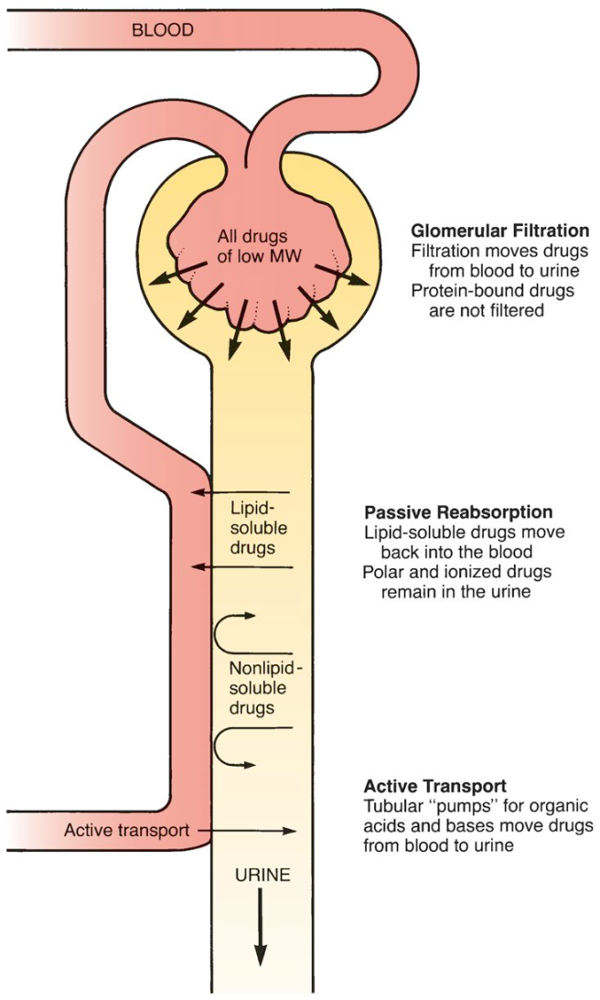 BLOOD
All drugs
of low MW
Glomerular Filtration
Filtration moves drugs
from blood to urine
Protein-bound drugs
are not filtered
Lipid-
soluble
drugs
Passive Reabsorption
Lipid-soluble drugs move
back into the blood
Polar and ionized drugs
remain in the urine
Nonlipid-
soluble
drugs
Active Transport
Tubular “pumps” for organic
acids and bases move drugs
from blood to urine
Active transport
URINE